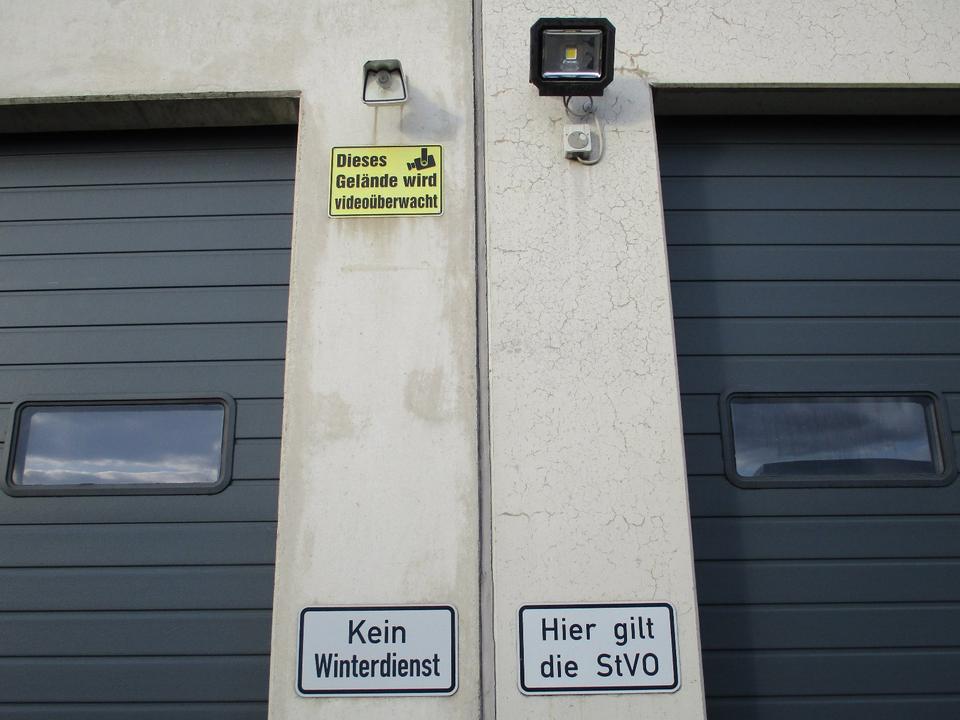 Dieses
Gelände wird
videoüberwacht
Kein
Winterdienst
Hier gilt
die StVO